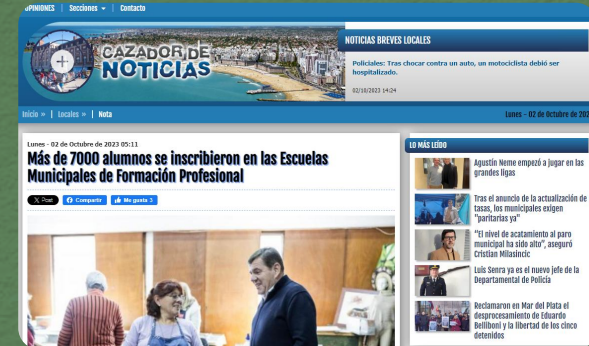 OPINIONES | Secciones | Contacto
CAZADOR DE
NOTICIAS
NOTICIAS BREVES LOCALES
Policiales: Tras chocar contra un auto, un motociclista debió ser
hospitalizado.
02/10/2023 14:24
Inicio » | Locales » | Nota
Lunes - 02 de Octubre de 202
Lunes - 02 de Octubre de 2023 05:11
Más de 7000 alumnos se inscribieron en las Escuelas
Municipales de Formación Profesional
X Post
Compartir
Me gusta 3
LO MÁS LEÍDO
Agustín Neme empezó a jugar en las
grandes ligas
Tras el anuncio de la actualización de
tasas, los municipales exigen
"paritarias ya"
"El nivel de acatamiento al paro
municipal ha sido alto", aseguró
Cristian Milasincic
Luis Senra ya es el nuevo jefe de la
Departamental de Policía
Reclamaron en Mar del Plata el
desprocesamiento de Eduardo
Belliboni y la libertad de los cinco
detenidos